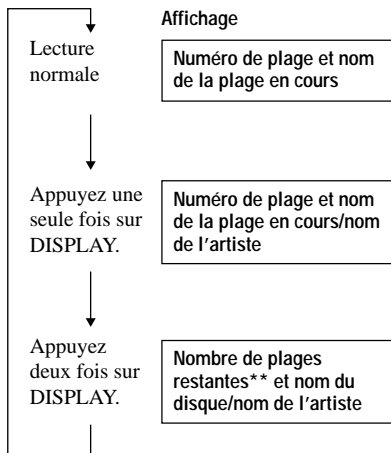 Affichage
Lecture
normale
Numéro de plage et nom
de la plage en cours
Appuyez une
seule fois sur
DISPLAY.
Numéro de plage et nom
de la plage en cours/nom
de l'artiste
Appuyez
deux fois sur
DISPLAY.
Nombre de plages
restantes** et nom du
disque/nom de l'artiste